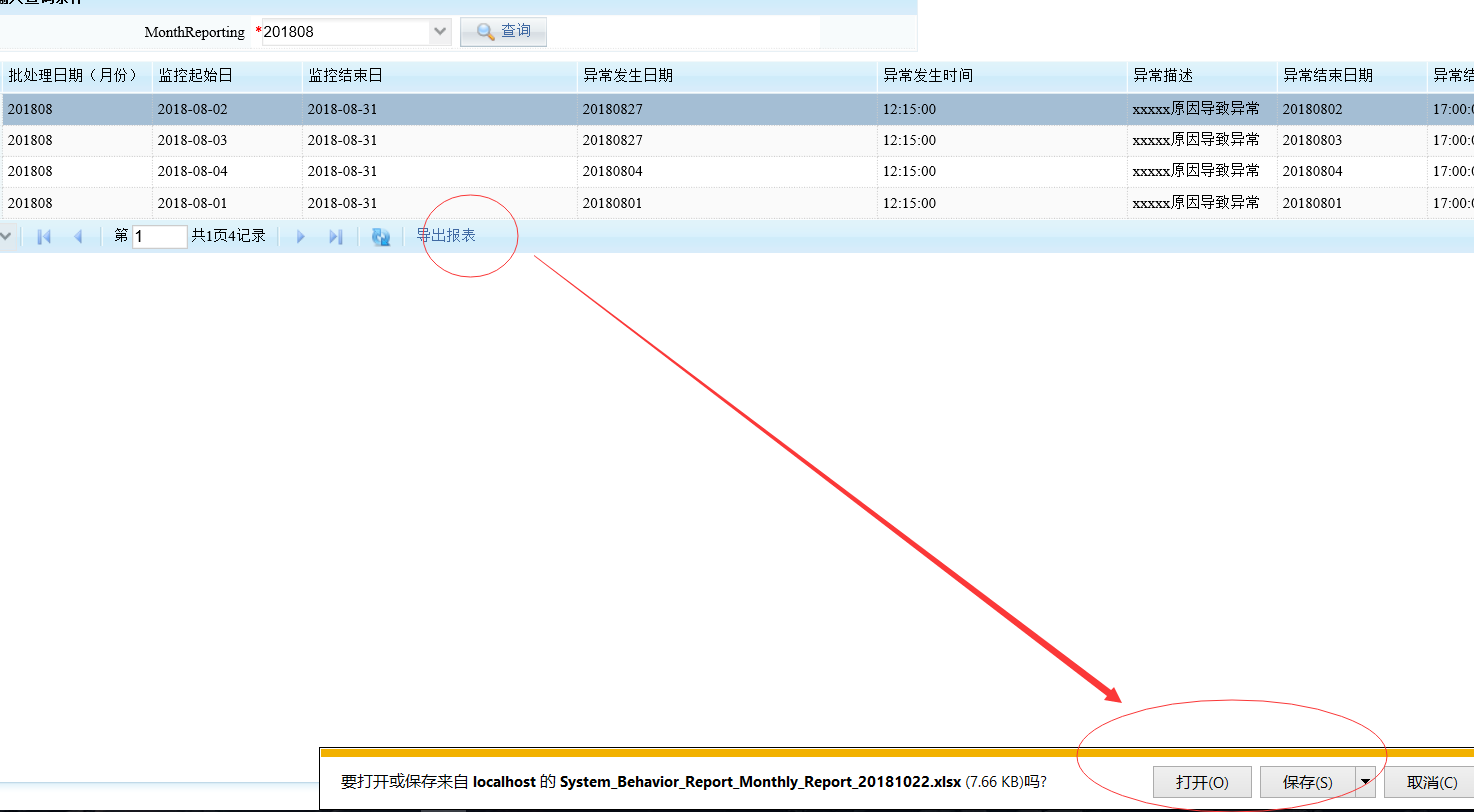 MonthReporting *201808 查询
批处理日期（月份） 监控起始日 监控结束日 异常发生日期 异常发生时间 异常描述 异常结束日期 异常结
201808 2018-08-02 2018-08-31 20180827 12:15:00 xxxxx原因导致异常 20180802 17:00:0
201808 2018-08-03 2018-08-31 20180827 12:15:00 xxxxx原因导致异常 20180803 17:00:0
201808 2018-08-04 2018-08-31 20180804 12:15:00 xxxxx原因导致异常 20180804 17:00:0
201808 2018-08-01 2018-08-31 20180801 12:15:00 xxxxx原因导致异常 20180801 17:00:0
第 1 共1页4记录 导出报表
要打开或保存来自 localhost 的 System_Behavior_Report_Monthly_Report_20181022.xlsx (7.66 KB)吗? 打开(O) 保存(S) 取消(C)